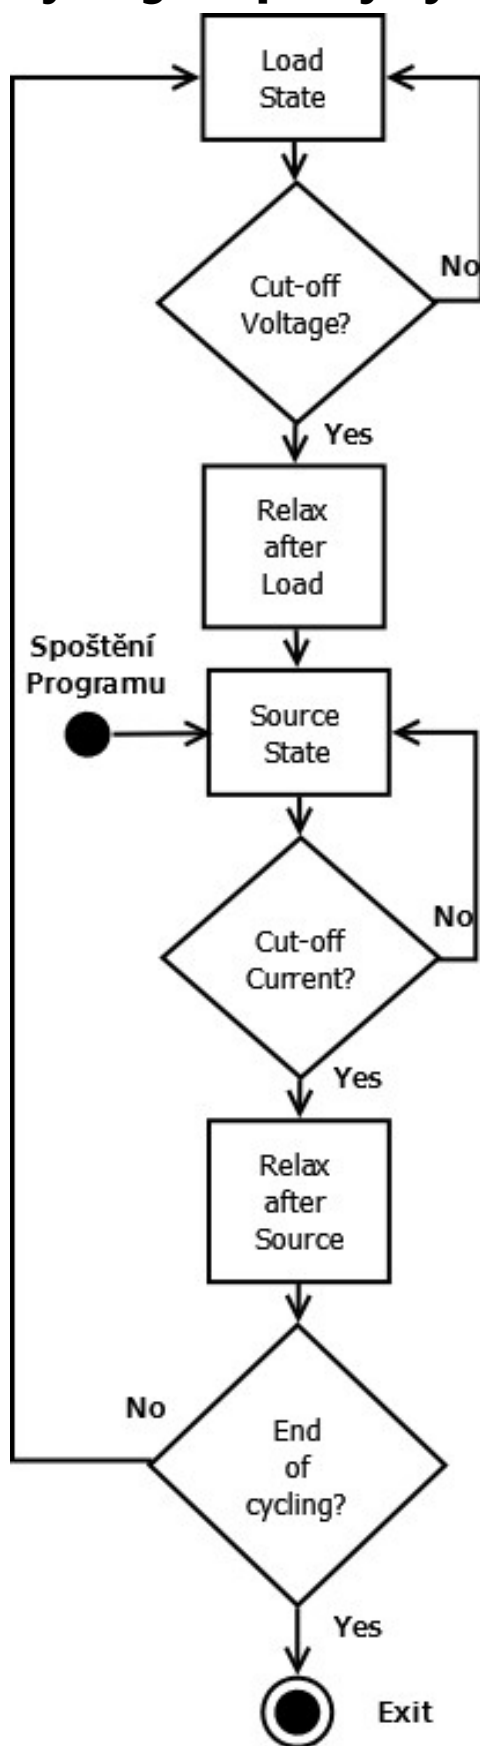 Load
State
Cut-off
Voltage?
No
Yes
Relax
after
Load
Spoštění
Programu
Source
State
Cut-off
Current?
No
Yes
Relax
after
Source
No
End
of
cycling?
Yes
Exit